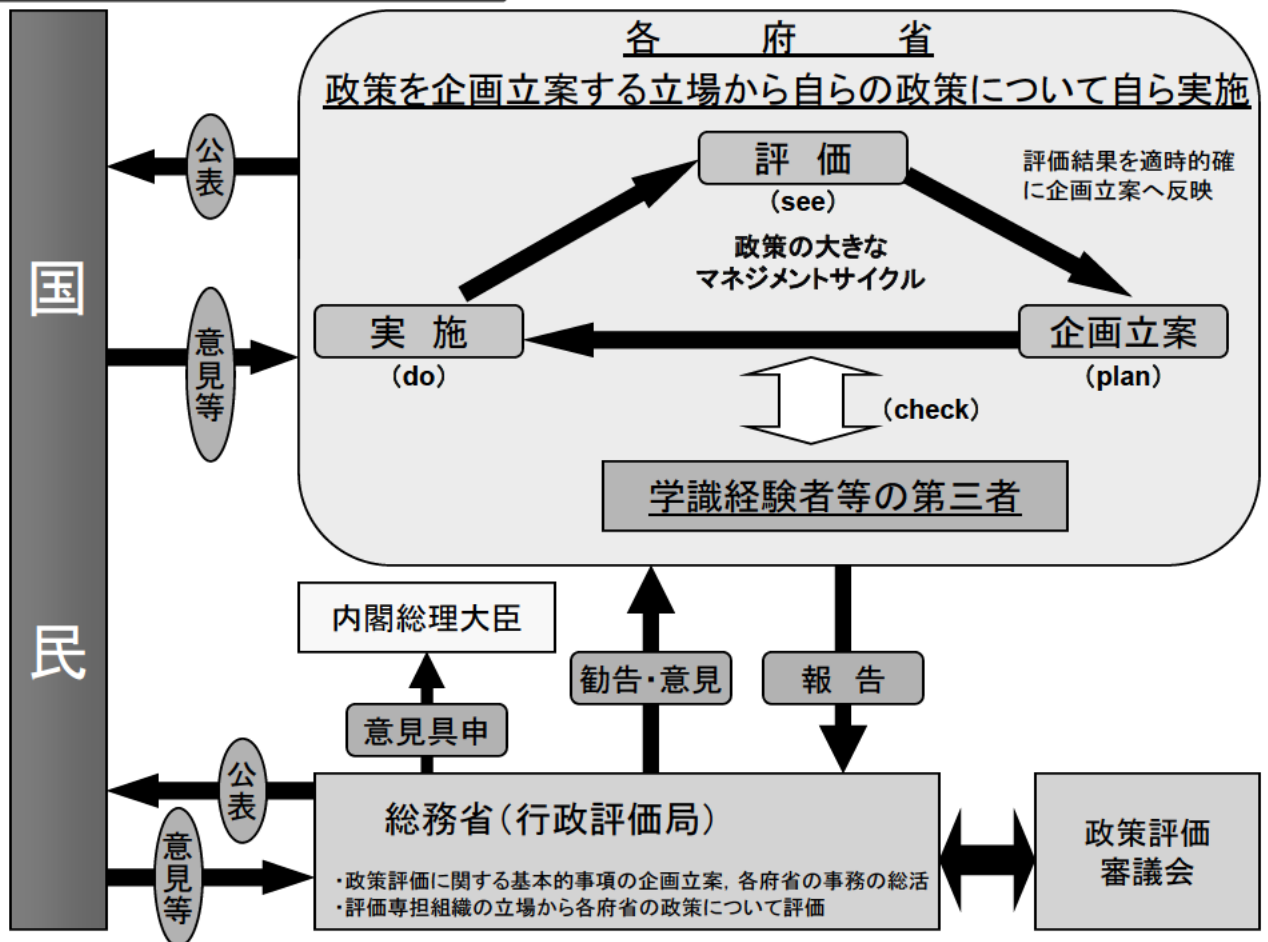 各府省
政策を企画立案する立場から自らの政策について自ら実施
公表
評価
(see)
評価結果を適時的確
に企画立案へ反映
政策の大きな
マネジメントサイクル
国民
意見等
実施
(do)
企画立案
(plan)
(check)
学識経験者等の第三者
内閣総理大臣
勧告・意見
報告
意見具申
公表
意見等
総務省(行政評価局)
・政策評価に関する基本的事項の企画立案,各府省の事務の総活
・評価専担組織の立場から各府省の政策について評価
政策評価
審議会